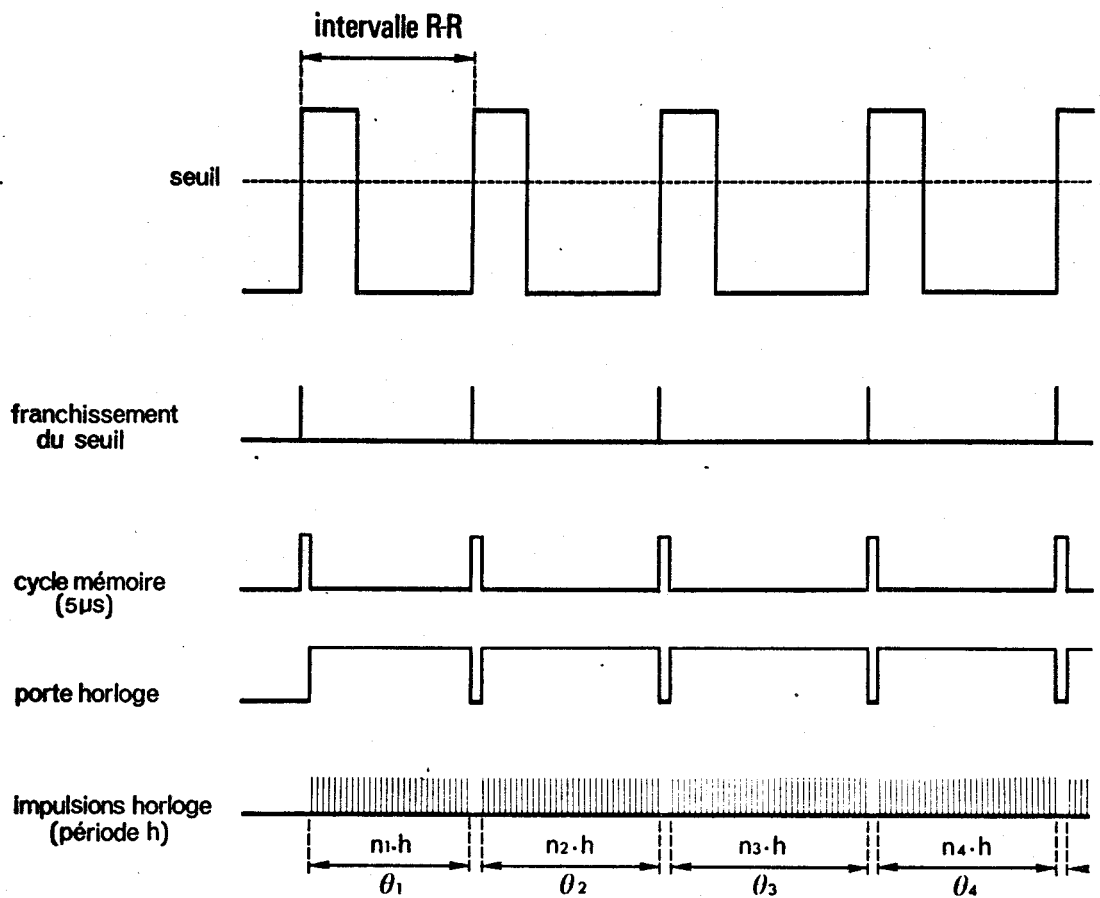 intervalle R-R
seuil
franchissement
du seuil
cycle mémoire
(5µs)
porte horloge
impulsions horloge
(période h)
n1·h n2·h n3·h n4·h
θ1 θ2 θ3 θ4